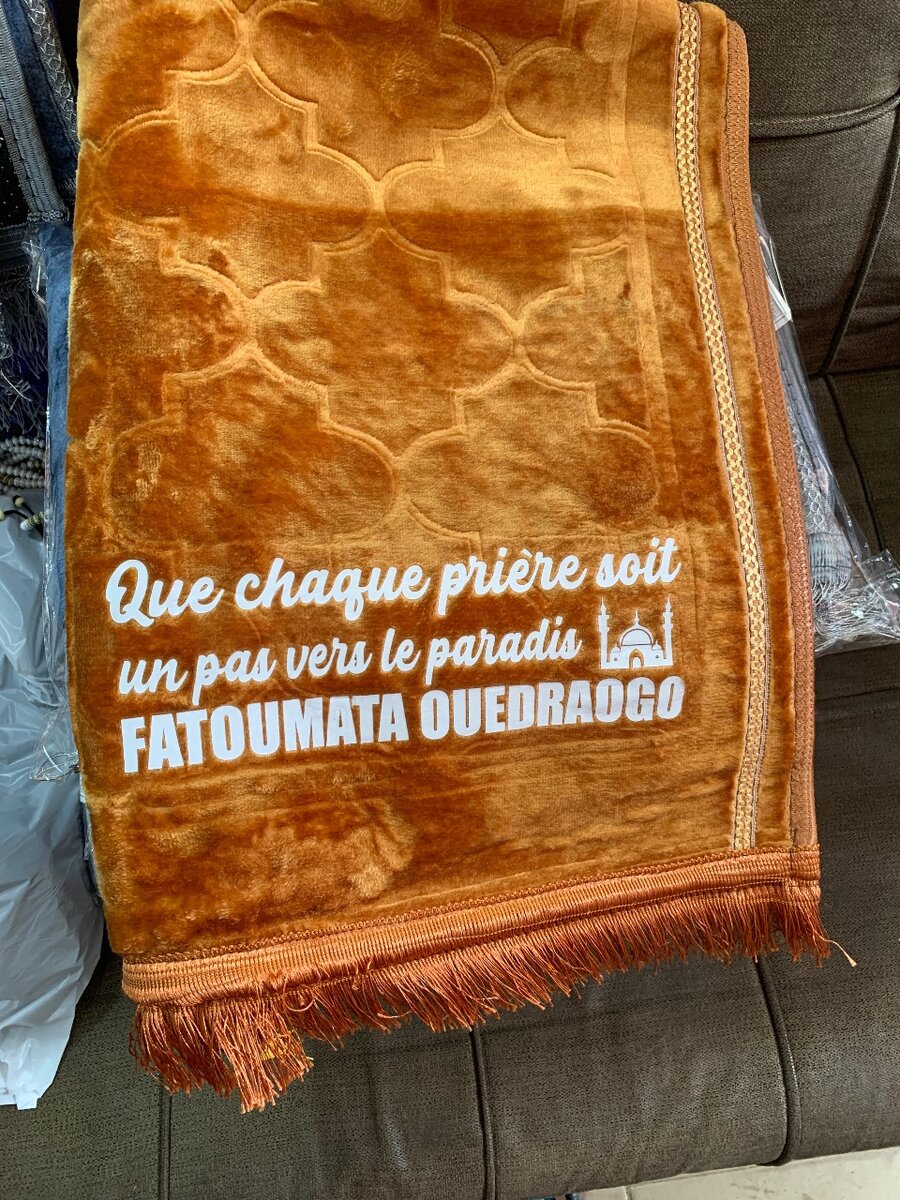 Que chaque prière soit
un pas vers le paradis
FATOUMATA OUEDRAOGO